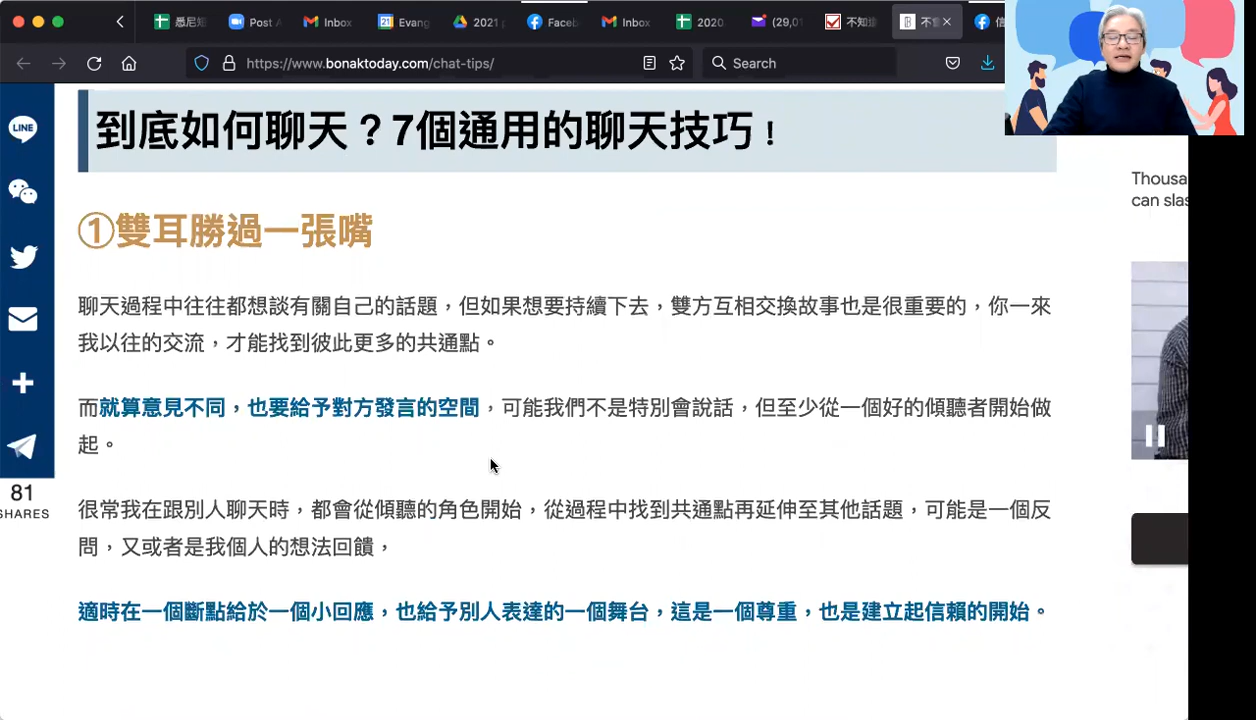 悉尼短
Post A
Inbox
Evang
2021
Faceb
Inbox
2020
(29,01
不知
不會
信
https://www.bonaktoday.com/chat-tips/
Search
LINE
到底如何聊天？7個通用的聊天技巧！
①雙耳勝過一張嘴
聊天過程中往往都想談有關自己的話題，但如果想要持續下去，雙方互相交換故事也是很重要的，你一來
我以往的交流，才能找到彼此更多的共通點。
而就算意見不同，也要給予對方發言的空間，可能我們不是特別會說話，但至少從一個好的傾聽者開始做
起。
很常我在跟別人聊天時，都會從傾聽的角色開始，從過程中找到共通點再延伸至其他話題，可能是一個反
問，又或者是我個人的想法回饋，
適時在一個斷點給於一個小回應，也給予別人表達的一個舞台，這是一個尊重，也是建立起信賴的開始。
81
SHARES
Thousa
can slas